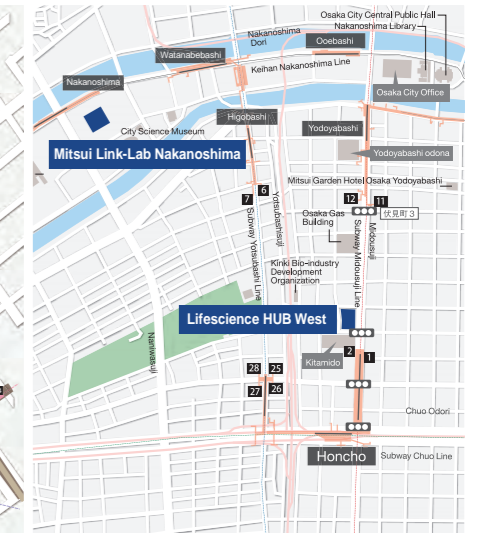 Osaka City Central Public Hall
Nakanoshima Library
Nakanoshima
Dori
Ooebashi
Watanabebashi
Keihan Nakanoshima Line
Nakanoshima
Osaka City Office
Higobashi
City Science Museum
Yodoyabashi
Mitsui Link-Lab Nakanoshima
Yodoyabashi odona
Mitsui Garden Hotel Osaka Yodoyabashi
6
7
12
11
Yotsubashisuji
Subway Yotsubashi Line
Osaka Gas
Building
伏見町3
Midousuji
Subway Midousuji Line
Kinki Bio-industry
Development
Organization
Lifescience HUB West
Naniwasuji
Kitamido
2
1
28
25
27
26
Chuo Odori
Honcho
Subway Chuo Line